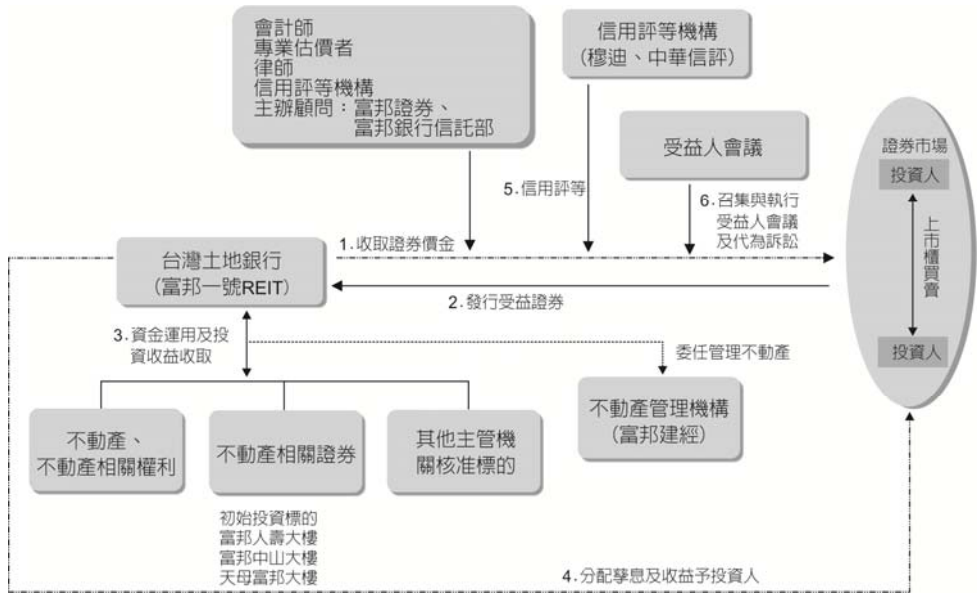 會計師
專業估價者
律師
信用評等機構
主辦顧問：富邦證券、
富邦銀行信託部
信用評等機構
(穆迪、中華信評)
受益人會議
證券市場
投資人
上市櫃買賣
投資人
5.信用評等
6.召集與執行
受益人會議
及代為訴訟
1.收取證券價金
台灣土地銀行
(富邦一號REIT)
2.發行受益證券
3.資金運用及投
資收益收取
委任管理不動產
不動產、
不動產相關權利
不動產相關證券
其他主管機
關核准標的
不動產管理機構
(富邦建經)
初始投資標的
富邦人壽大樓
富邦中山大樓
天母富邦大樓
4.分配孳息及收益予投資人